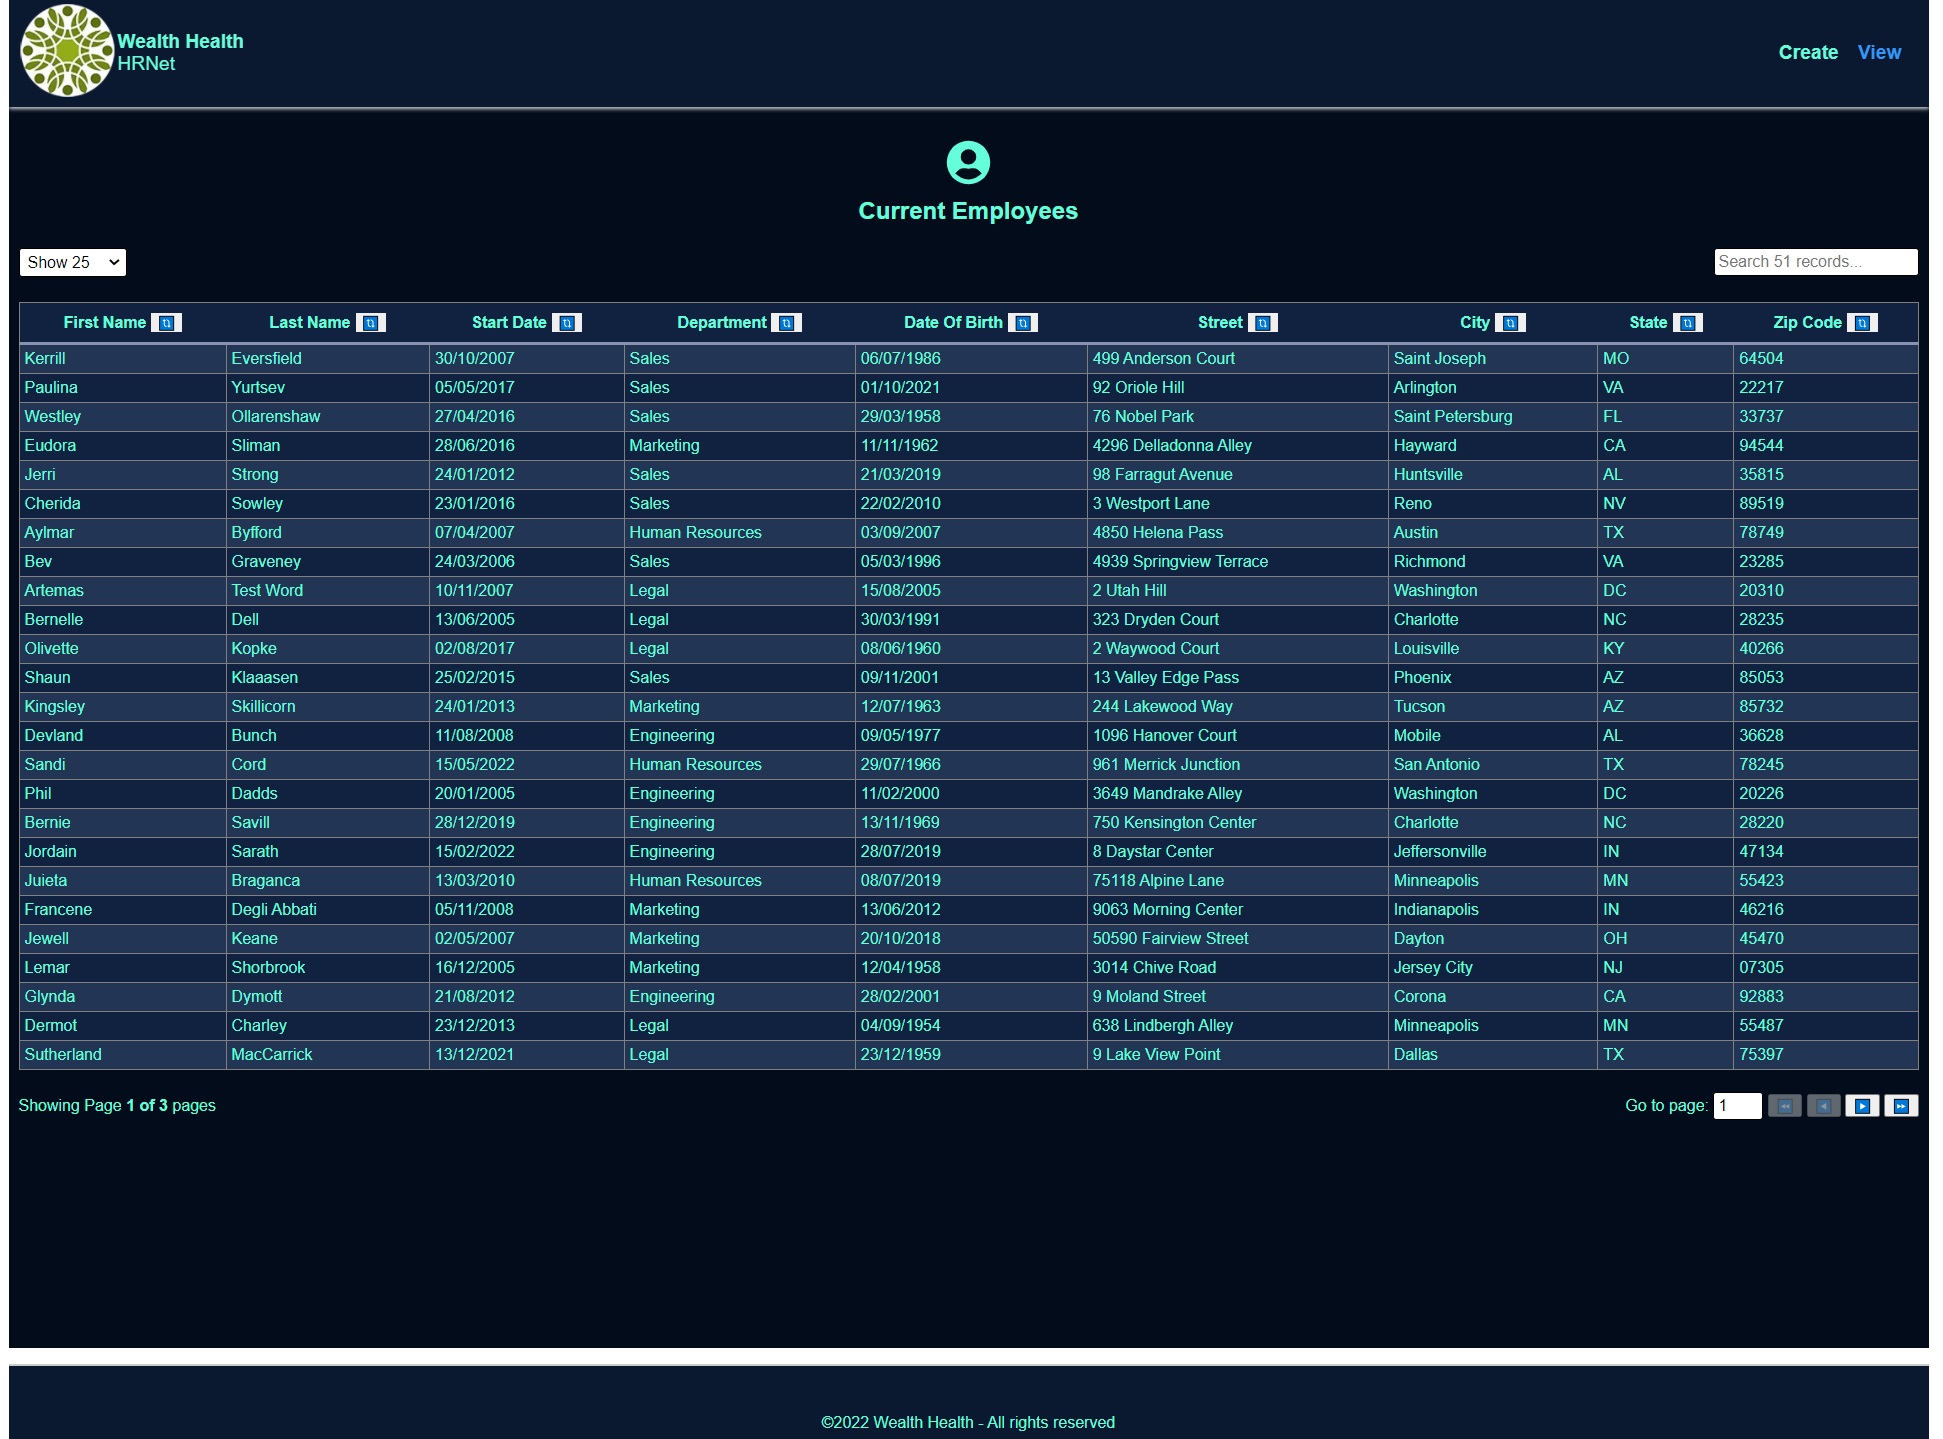 Wealth Health
HRNet
Create View
Current Employees
Show 25
Search 51 records...
First Name Last Name Start Date Department Date Of Birth Street City State Zip Code
Kerrill Eversfield 30/10/2007 Sales 06/07/1986 499 Anderson Court Saint Joseph MO 64504
Paulina Yurtsev 05/05/2017 Sales 01/10/2021 92 Oriole Hill Arlington VA 22217
Westley Ollarenshaw 27/04/2016 Sales 29/03/1958 76 Nobel Park Saint Petersburg FL 33737
Eudora Sliman 28/06/2016 Marketing 11/11/1962 4296 Delladonna Alley Hayward CA 94544
Jerri Strong 24/01/2012 Sales 21/03/2019 98 Farragut Avenue Huntsville AL 35815
Cherida Sowley 23/01/2016 Sales 22/02/2010 3 Westport Lane Reno NV 89519
Aylmar Byfford 07/04/2007 Human Resources 03/09/2007 4850 Helena Pass Austin TX 78749
Bev Graveney 24/03/2006 Sales 05/03/1996 4939 Springview Terrace Richmond VA 23285
Artemas Test Word 10/11/2007 Legal 15/08/2005 2 Utah Hill Washington DC 20310
Bernelle Dell 13/06/2005 Legal 30/03/1991 323 Dryden Court Charlotte NC 28235
Olivette Kopke 02/08/2017 Legal 08/06/1960 2 Waywood Court Louisville KY 40266
Shaun Klaaasen 25/02/2015 Sales 09/11/2001 13 Valley Edge Pass Phoenix AZ 85053
Kingsley Skillicorn 24/01/2013 Marketing 12/07/1963 244 Lakewood Way Tucson AZ 85732
Devland Bunch 11/08/2008 Engineering 09/05/1977 1096 Hanover Court Mobile AL 36628
Sandi Cord 15/05/2022 Human Resources 29/07/1966 961 Merrick Junction San Antonio TX 78245
Phil Dadds 20/01/2005 Engineering 11/02/2000 3649 Mandrake Alley Washington DC 20226
Bernie Savill 28/12/2019 Engineering 13/11/1969 750 Kensington Center Charlotte NC 28220
Jordain Sarath 15/02/2022 Engineering 28/07/2019 8 Daystar Center Jeffersonville IN 47134
Juieta Braganca 13/03/2010 Human Resources 08/07/2019 75118 Alpine Lane Minneapolis MN 55423
Francene Degli Abbati 05/11/2008 Marketing 13/06/2012 9063 Morning Center Indianapolis IN 46216
Jewell Keane 02/05/2007 Marketing 20/10/2018 50590 Fairview Street Dayton OH 45470
Lemar Shorbrook 16/12/2005 Marketing 12/04/1958 3014 Chive Road Jersey City NJ 07305
Glynda Dymott 21/08/2012 Engineering 28/02/2001 9 Moland Street Corona CA 92883
Dermot Charley 23/12/2013 Legal 04/09/1954 638 Lindbergh Alley Minneapolis MN 55487
Sutherland MacCarrick 13/12/2021 Legal 23/12/1959 9 Lake View Point Dallas TX 75397
Showing Page 1 of 3 pages
Go to page: 1
©2022 Wealth Health - All rights reserved